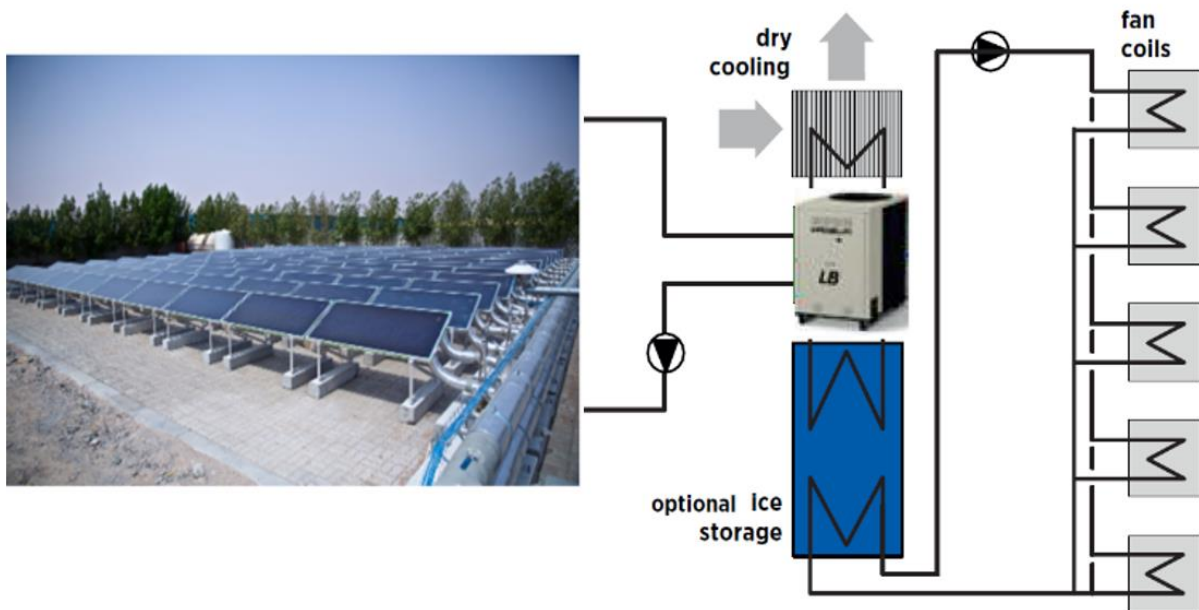 dry
cooling
fan
coils
LB
optional ice
storage